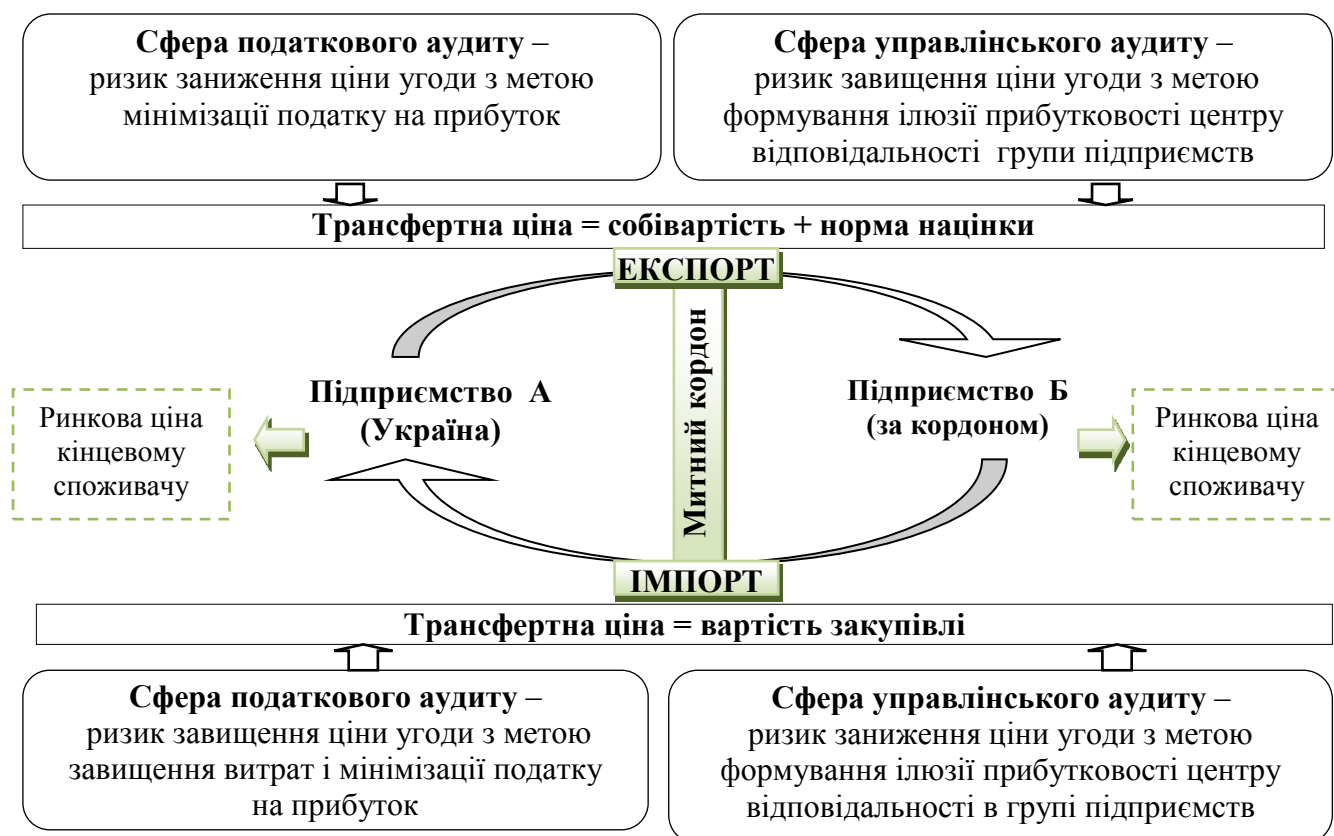 Сфера податкового аудиту –
ризик заниження ціни угоди з метою
мінімізації податку на прибуток
Сфера управлінського аудиту –
ризик завищення ціни угоди з метою
формування ілюзії прибутковості центру
відповідальності групи підприємств
Трансфертна ціна = собівартість + норма націнки
ЕКСПОРТ
Митний кордон
Підприємство А
(Україна)
Підприємство Б
(за кордоном)
Ринкова ціна
кінцевому
споживачу
Ринкова ціна
кінцевому
споживачу
ІМПОРТ
Трансфертна ціна = вартість закупівлі
Сфера податкового аудиту –
ризик завищення ціни угоди з метою
завищення витрат і мінімізації податку
на прибуток
Сфера управлінського аудиту –
ризик заниження ціни угоди з метою
формування ілюзії прибутковості центру
відповідальності в групі підприємств